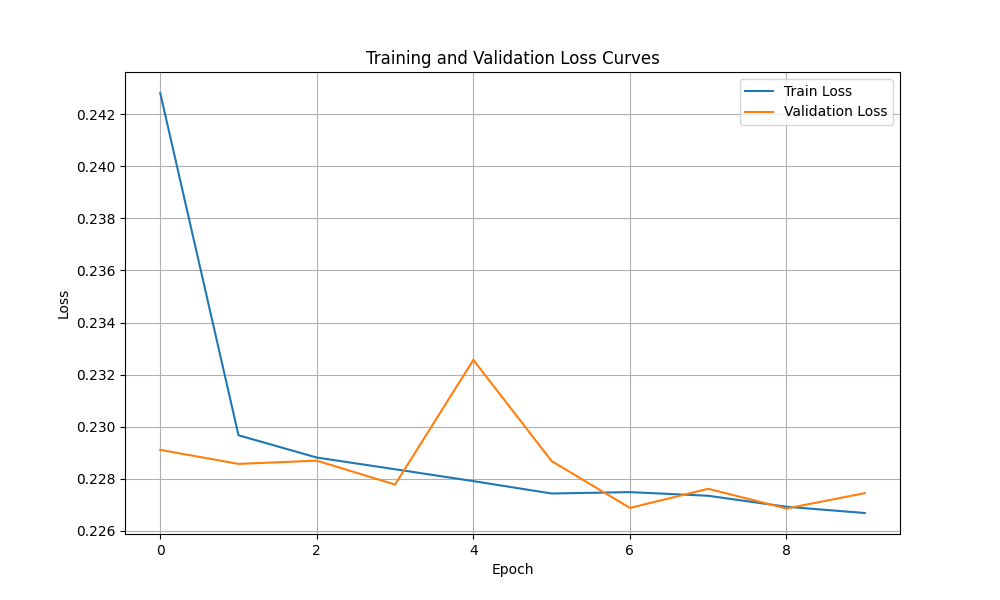 Training and Validation Loss Curves
Train Loss
Validation Loss
0.242
0.240
0.238
0.236
0.234
0.232
0.230
0.228
0.226
Loss
0 2 4 6 8
Epoch